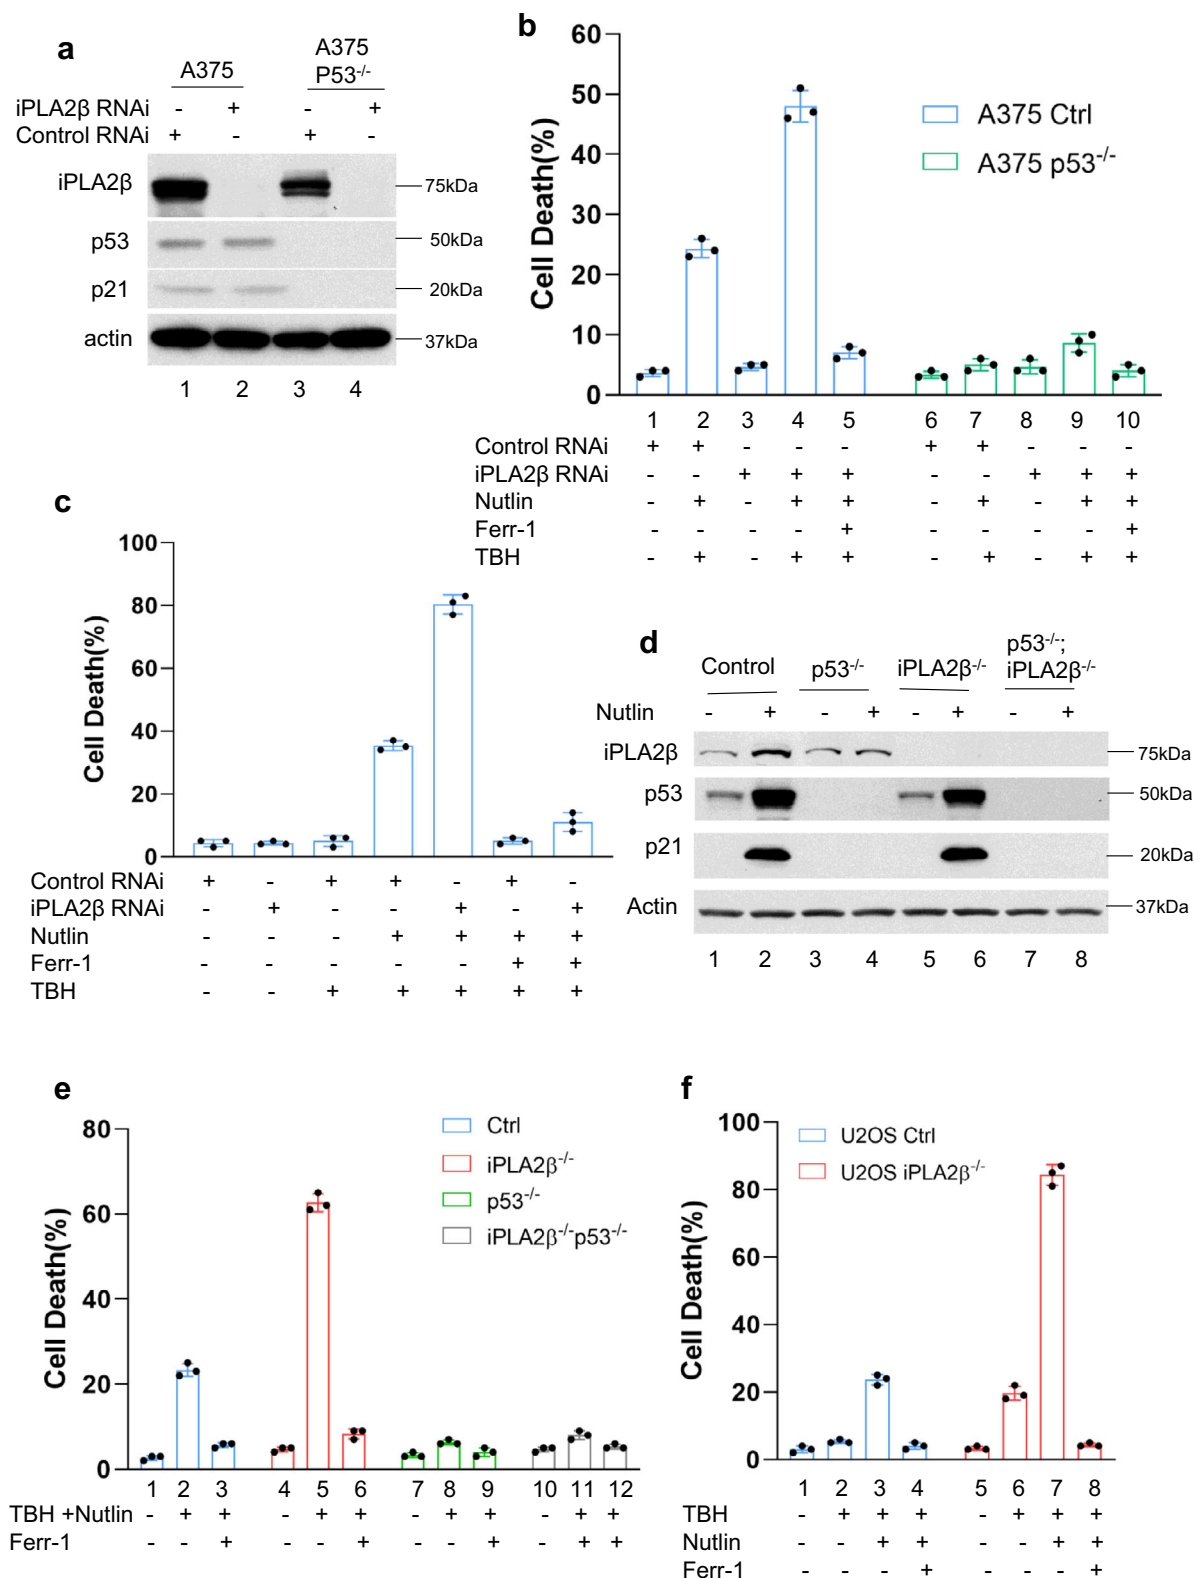 a
A375
A375
P53-/-
iPLA2β RNAi - + - +
Control RNAi + - + -
iPLA2β 75kDa
p53 50kDa
p21 20kDa
actin 37kDa
1 2 3 4
b
Cell Death(%)
60
50
40
30
20
10
0
A375 Ctrl
A375 p53-/-
1 2 3 4 5 6 7 8 9 10
Control RNAi + + - - - + + - - -
iPLA2β RNAi - - + + + - - + + +
Nutlin - + - + + - + - + +
Ferr-1 - - - - + - - - - +
TBH - + - + + - + - + +
c
Cell Death(%)
100
80
60
40
20
0
Control RNAi + - + + - + -
iPLA2β RNAi - + - - + - +
Nutlin - - - + + + +
Ferr-1 - - - - - + +
TBH - - + + + + +
d
Control p53-/- iPLA2β-/- p53-/-;
iPLA2β-/-
Nutlin - + - + - + - +
iPLA2β 75kDa
p53 50kDa
p21 20kDa
Actin 37kDa
1 2 3 4 5 6 7 8
e
Cell Death(%)
80
60
40
20
0
Ctrl
iPLA2β-/-
p53-/-
iPLA2β-/-p53-/-
1 2 3 4 5 6 7 8 9 10 11 12
TBH +Nutlin - + + - + + - + + - + +
Ferr-1 - - + - - + - - + - - +
f
Cell Death(%)
100
80
60
40
20
0
U2OS Ctrl
U2OS iPLA2β-/-
1 2 3 4 5 6 7 8
TBH - + + + - + + +
Nutlin - - + + - - + +
Ferr-1 - - - + - - - +